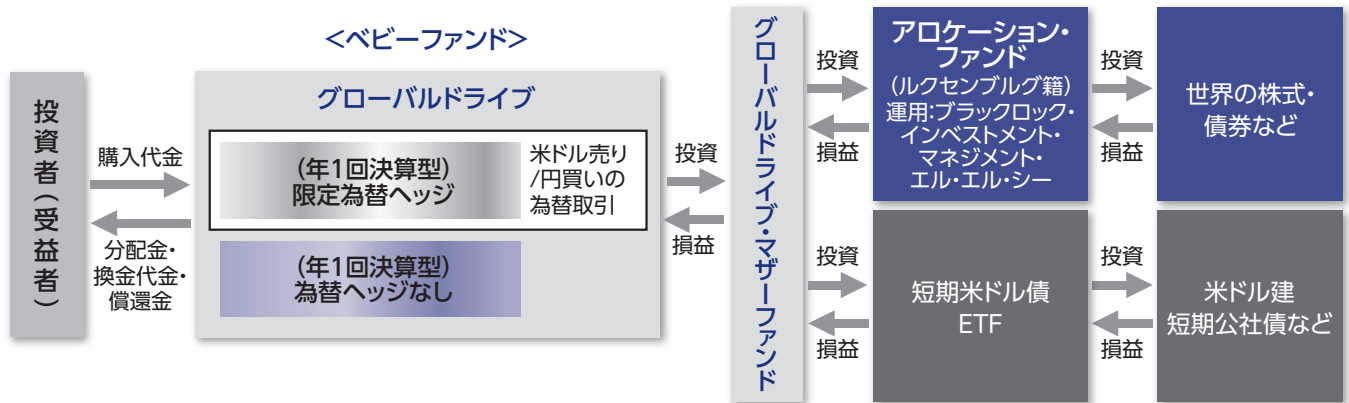 投資者(受益者)
購入代金
分配金・
換金代金・
償還金
<ベビーファンド>
グローバルドライブ
(年1回決算型)
限定為替ヘッジ
米ドル売り
/円買いの
為替取引
(年1回決算型)
為替ヘッジなし
投資
損益
グローバルドライブ・マザーファンド
投資
損益
アロケーション・
ファンド
(ルクセンブルグ籍)
運用:ブラックロック・
インベストメント・
マネジメント・
エル・エル・シー
投資
損益
世界の株式・
債券など
投資
損益
短期米ドル債
ETF
投資
損益
米ドル建
短期公社債など